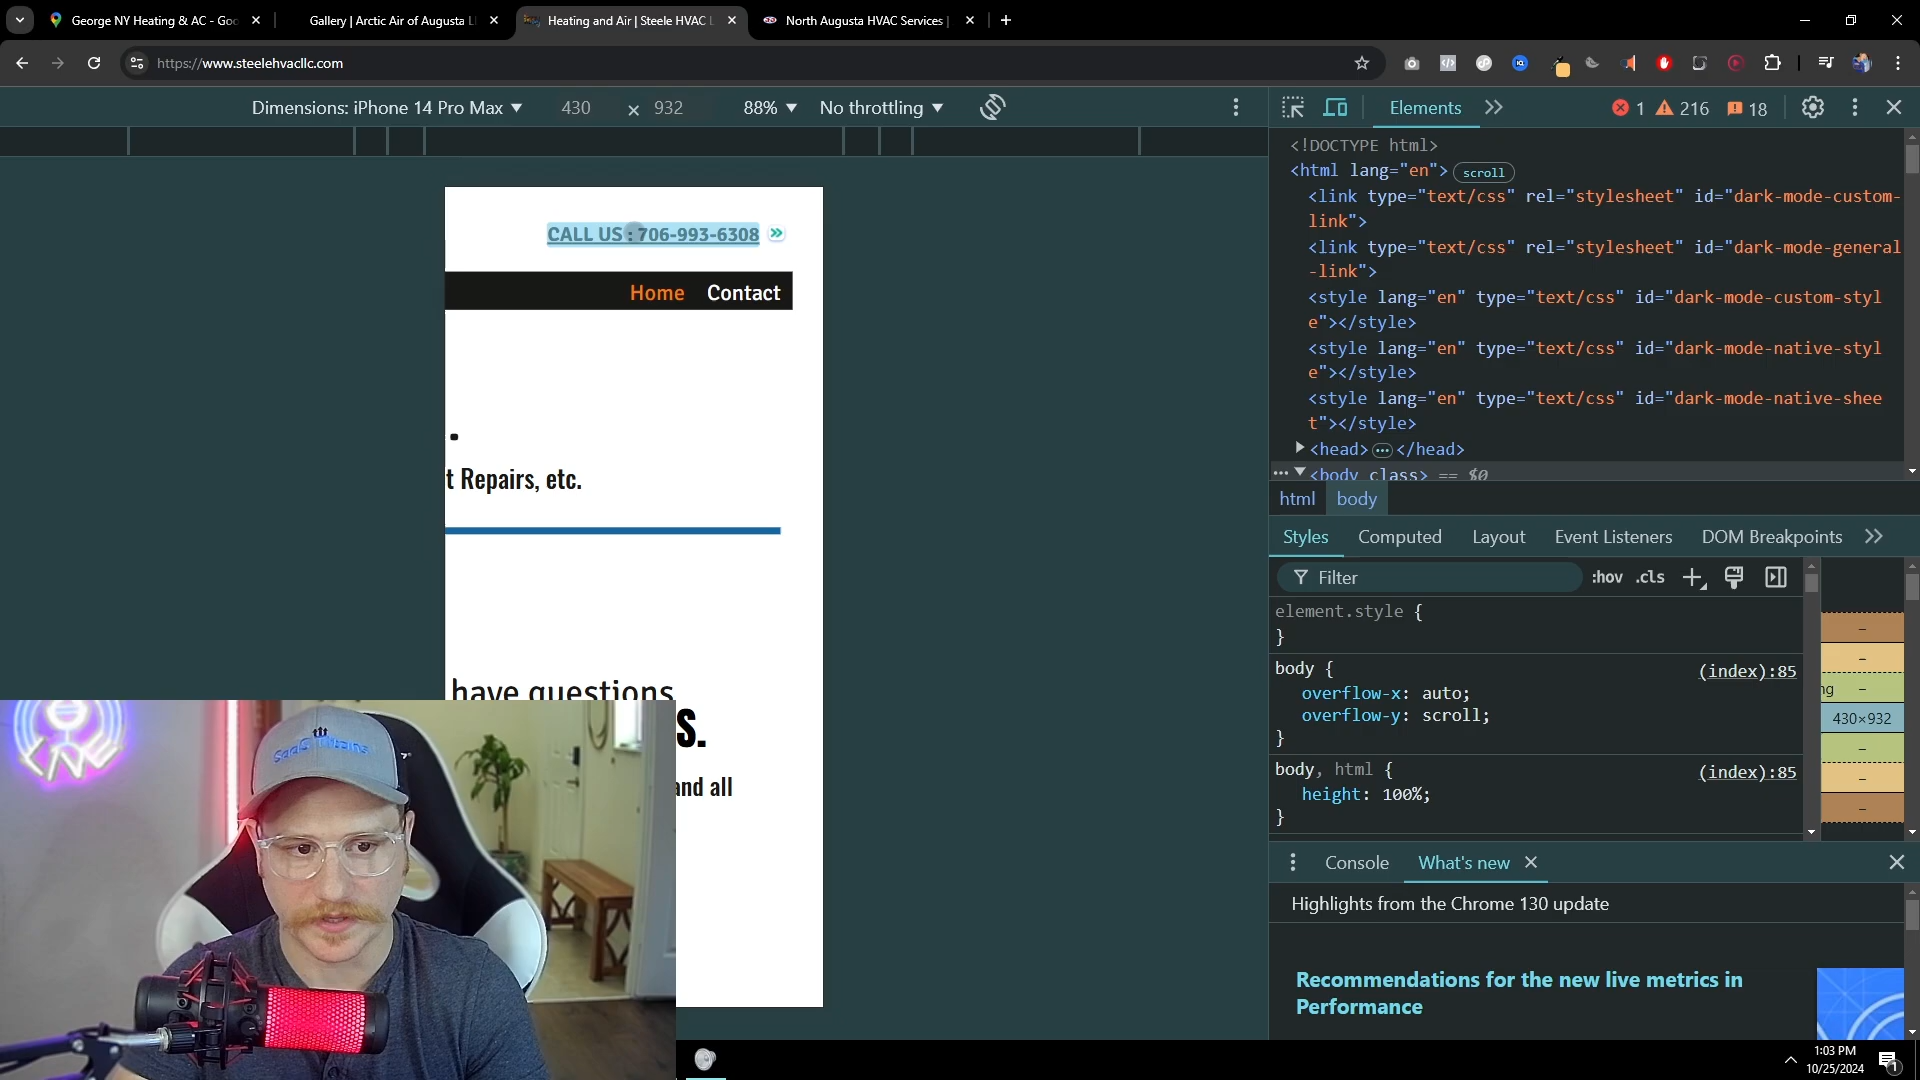 George NY Heating & AC - Goo
Gallery | Arctic Air of Augusta L
Heating and Air | Steele HVAC L
North Augusta HVAC Services |
https://www.steelehvacllc.com
Dimensions: iPhone 14 Pro Max
430
×
932
88%
No throttling
Elements
1
216
18
CALL US : 706-993-6308
Home
Contact
.
t Repairs, etc.
have questions
s.
and all
<!DOCTYPE html>
<html lang="en">
scroll
<link type="text/css" rel="stylesheet" id="dark-mode-custom-
link">
<link type="text/css" rel="stylesheet" id="dark-mode-general
-link">
<style lang="en" type="text/css" id="dark-mode-custom-styl
e"></style>
<style lang="en" type="text/css" id="dark-mode-native-styl
e"></style>
<style lang="en" type="text/css" id="dark-mode-native-shee
t"></style>
<head>
</head>
<body class> == $0
html
body
Styles
Computed
Layout
Event Listeners
DOM Breakpoints
Filter
:hov
.cls
element.style {
}
body {
(index):85
overflow-x: auto;
overflow-y: scroll;
}
body, html {
(index):85
height: 100%;
}
ng
430×932
Console
What's new
Highlights from the Chrome 130 update
Recommendations for the new live metrics in
Performance
SaaS Titans
1:03 PM
10/25/2024
1